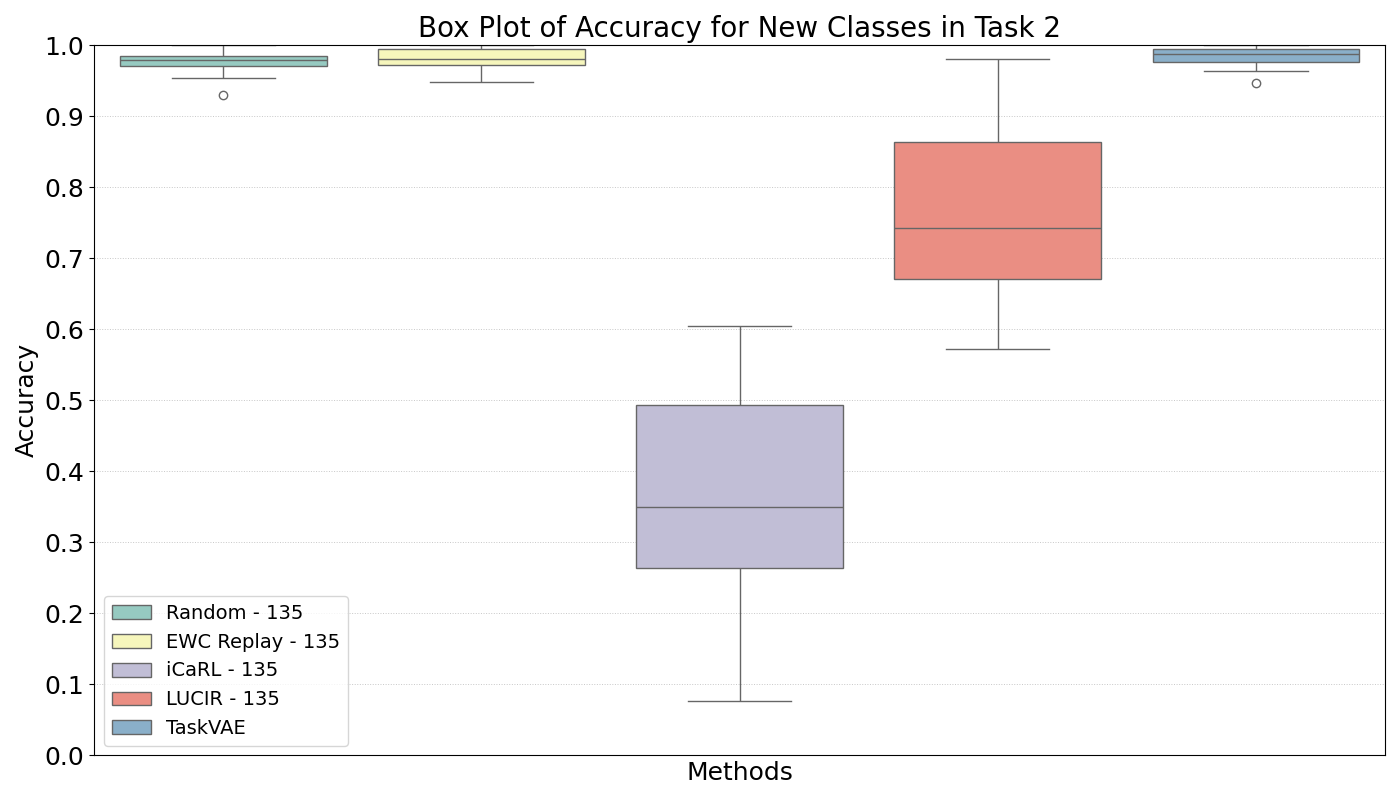 Box Plot of Accuracy for New Classes in Task 2
1.0
0.9
0.8
0.7
0.6
0.5
0.4
0.3
0.2
0.1
0.0
Accuracy
Random - 135
EWC Replay - 135
iCaRL - 135
LUCIR - 135
TaskVAE
Methods